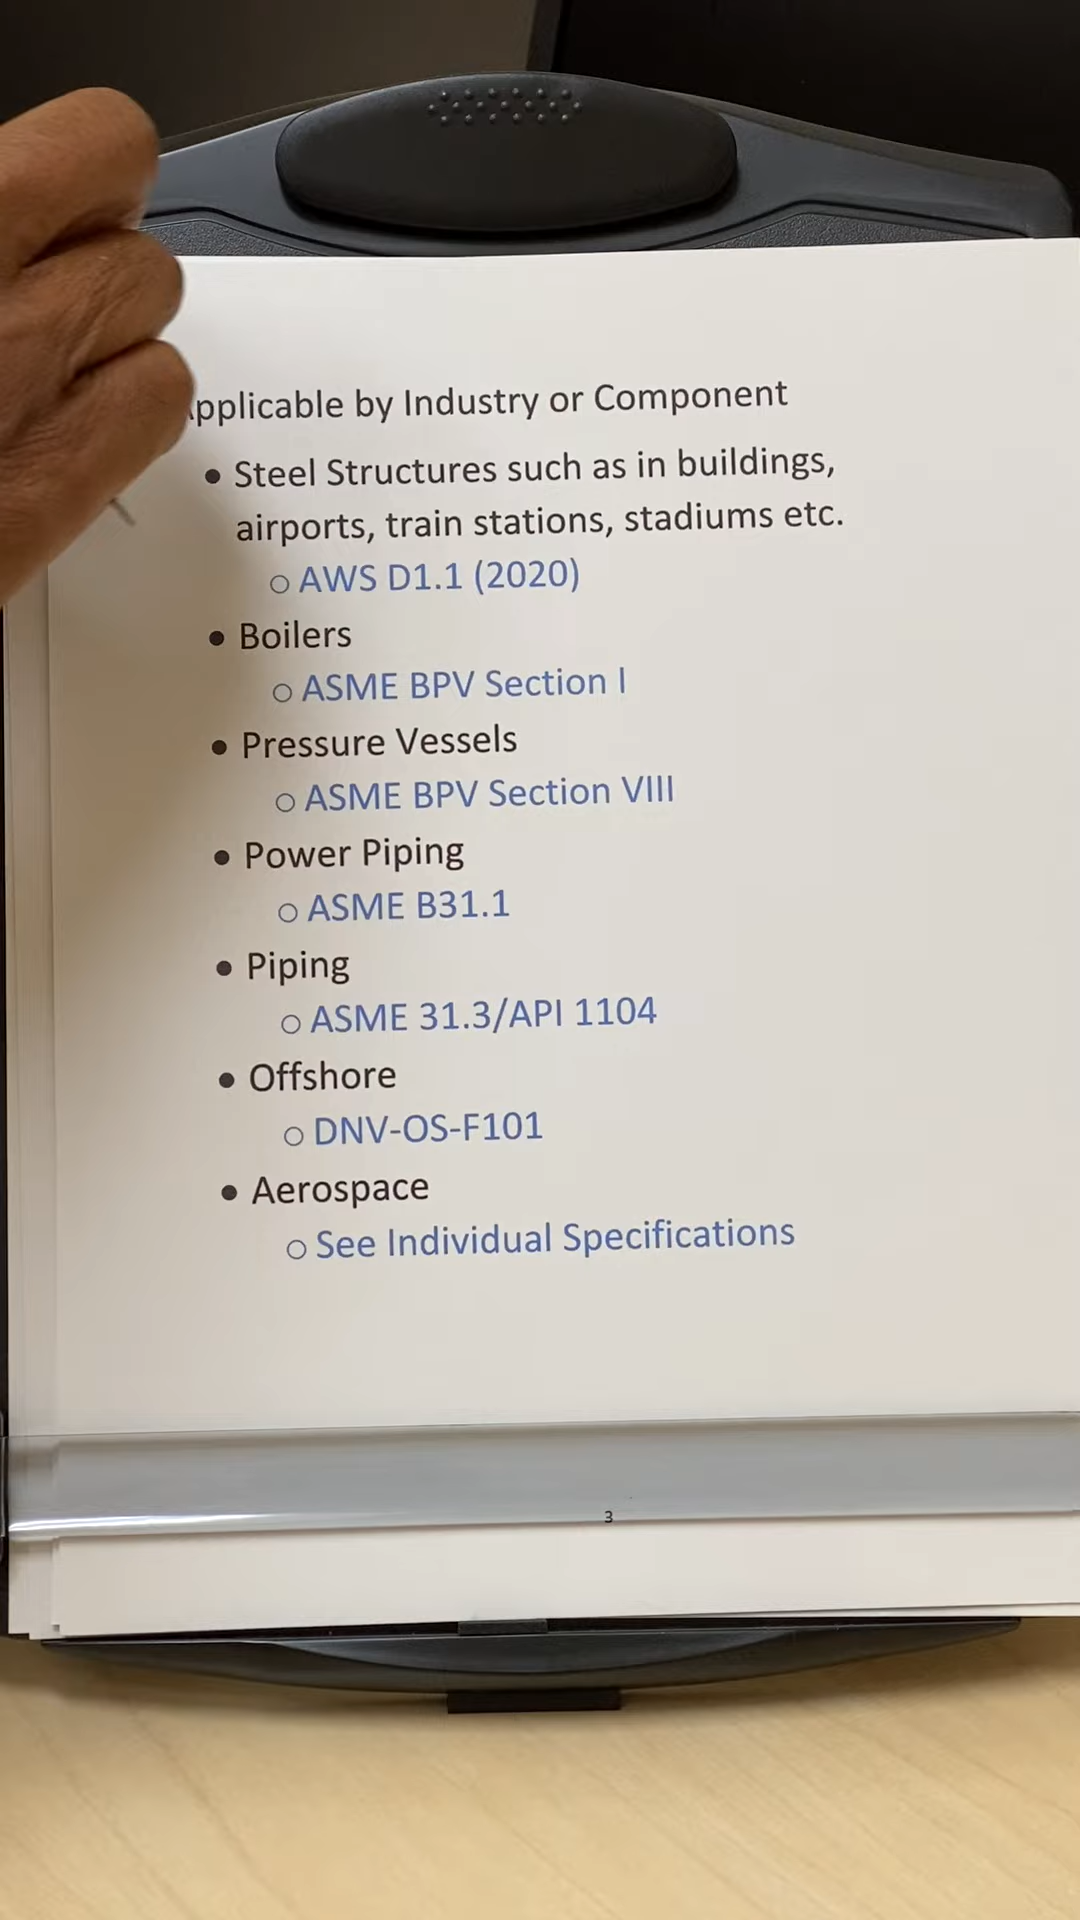 pplicable by Industry or Component
• Steel Structures such as in buildings,
airports, train stations, stadiums etc.
○ AWS D1.1 (2020)
• Boilers
○ ASME BPV Section I
• Pressure Vessels
○ ASME BPV Section VIII
• Power Piping
○ ASME B31.1
• Piping
○ ASME 31.3/API 1104
• Offshore
○ DNV-OS-F101
• Aerospace
○ See Individual Specifications
3